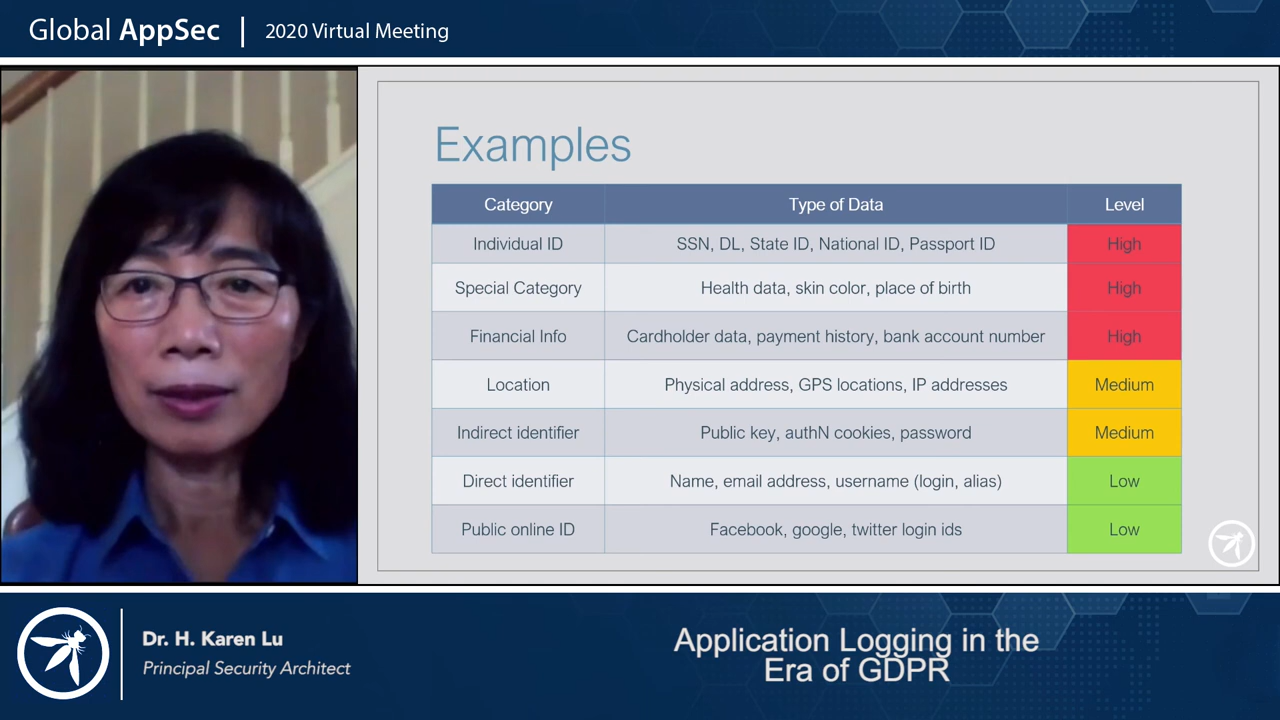 Global AppSec | 2020 Virtual Meeting
Examples
Category Type of Data Level
Individual ID SSN, DL, State ID, National ID, Passport ID High
Special Category Health data, skin color, place of birth High
Financial Info Cardholder data, payment history, bank account number High
Location Physical address, GPS locations, IP addresses Medium
Indirect identifier Public key, authN cookies, password Medium
Direct identifier Name, email address, username (login, alias) Low
Public online ID Facebook, google, twitter login ids Low
Dr. H. Karen Lu
Principal Security Architect
Application Logging in the
Era of GDPR